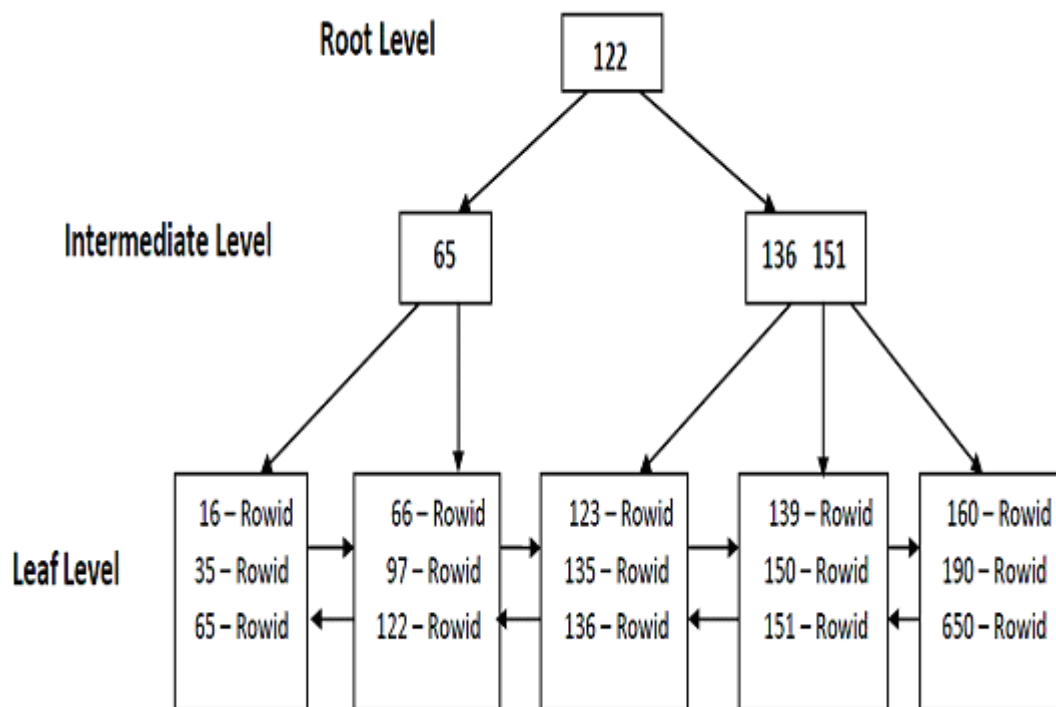 Root Level
122
Intermediate Level
65
136 151
Leaf Level
16 – Rowid
35 – Rowid
65 – Rowid
66 – Rowid
97 – Rowid
122 – Rowid
123 – Rowid
135 – Rowid
136 – Rowid
139 – Rowid
150 – Rowid
151 – Rowid
160 – Rowid
190 – Rowid
650 – Rowid